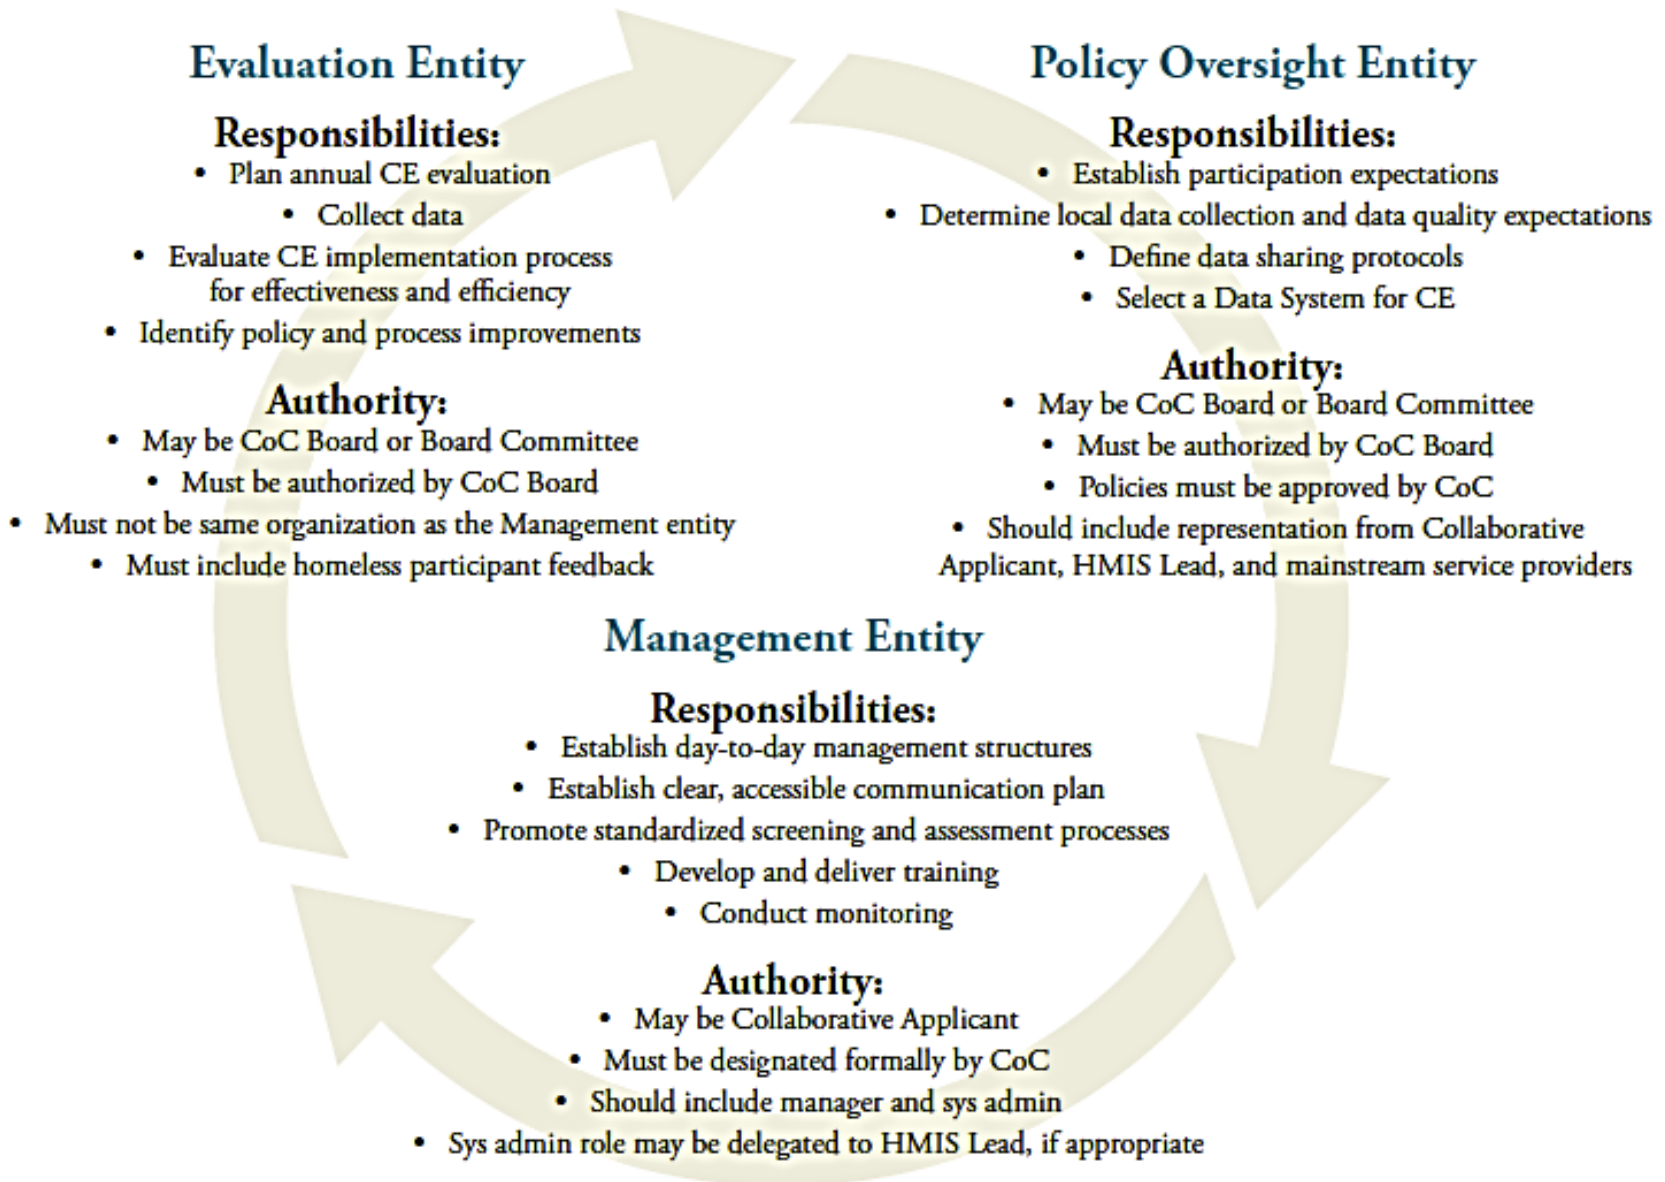 Evaluation Entity
Responsibilities:
• Plan annual CE evaluation
• Collect data
• Evaluate CE implementation process
for effectiveness and efficiency
• Identify policy and process improvements
Authority:
• May be CoC Board or Board Committee
• Must be authorized by CoC Board
• Must not be same organization as the Management entity
• Must include homeless participant feedback
Policy Oversight Entity
Responsibilities:
• Establish participation expectations
• Determine local data collection and data quality expectations
• Define data sharing protocols
• Select a Data System for CE
Authority:
• May be CoC Board or Board Committee
• Must be authorized by CoC Board
• Policies must be approved by CoC
• Should include representation from Collaborative
Applicant, HMIS Lead, and mainstream service providers
Management Entity
Responsibilities:
• Establish day-to-day management structures
• Establish clear, accessible communication plan
• Promote standardized screening and assessment processes
• Develop and deliver training
• Conduct monitoring
Authority:
• May be Collaborative Applicant
• Must be designated formally by CoC
• Should include manager and sys admin
• Sys admin role may be delegated to HMIS Lead, if appropriate